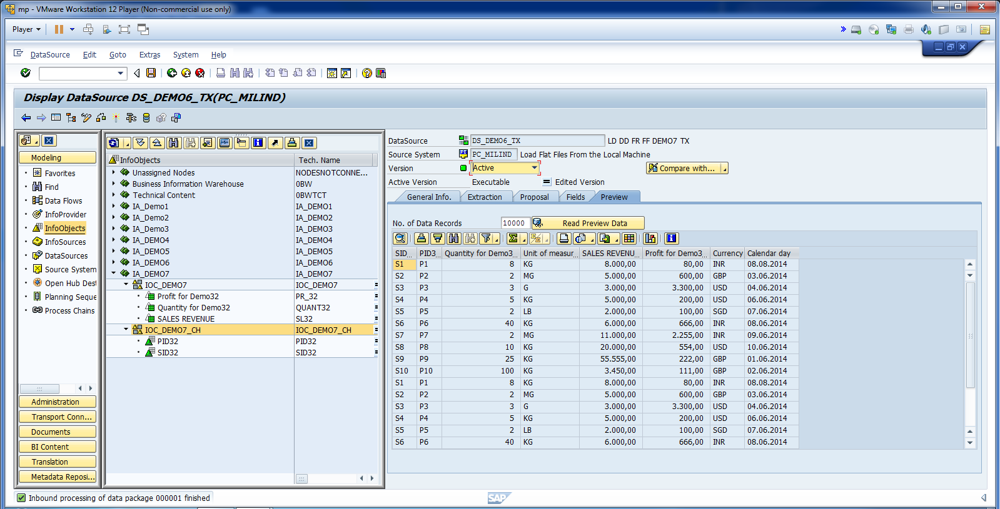 mp - VMware Workstation 12 Player (Non-commercial use only)
Player
DataSource Edit Goto Extras System Help
Display DataSource DS_DEMO6_TX(PC_MILIND)
Modeling
Favorites
Find
Data Flows
InfoProvider
InfoObjects
InfoSources
DataSources
Source System
Open Hub Dest
Planning Seque
Process Chains
Administration
Transport Conn...
Documents
BI Content
Translation
Metadata Reposi...
InfoObjects Tech. Name
Unassigned Nodes NODESNOTCONNE...
Business Information Warehouse 0BW
Technical Content 0BWTCT
IA_Demo1 IA_DEMO1
IA_Demo2 IA_DEMO2
IA_Demo3 IA_DEMO3
IA_DEMO4 IA_DEMO4
IA_DEMO5 IA_DEMO5
IA_DEMO6 IA_DEMO6
IA_DEMO7 IA_DEMO7
IOC_DEMO7 IOC_DEMO7
Profit for Demo32 PR_32
Quantity for Demo32 QUANT32
SALES REVENUE SL32
IOC_DEMO7_CH IOC_DEMO7_CH
PID32 PID32
SID32 SID32
DataSource DS_DEMO6_TX LD DD FR FF DEMO7 TX
Source System PC_MILIND Load Flat Files From the Local Machine
Version Active Compare with...
Active Version Executable = Edited Version
General Info. Extraction Proposal Fields Preview
No. of Data Records 10000 Read Preview Data
SID... PID3... Quantity for Demo3... Unit of measur... SALES REVENU... Profit for Demo3... Currency Calendar day
S1 P1 8 KG 8.000,00 80,00 INR 08.08.2014
S2 P2 2 MG 5.000,00 600,00 GBP 03.06.2014
S3 P3 3 G 3.000,00 3.300,00 USD 04.06.2014
S4 P4 5 KG 5.000,00 200,00 USD 06.06.2014
S5 P5 2 LB 2.000,00 100,00 SGD 07.06.2014
S6 P6 40 KG 6.000,00 666,00 INR 08.06.2014
S7 P7 2 MG 11.000,00 2.255,00 INR 09.06.2014
S8 P8 10 KG 20.000,00 554,00 USD 10.06.2014
S9 P9 25 KG 55.555,00 222,00 GBP 01.06.2014
S10 P10 100 KG 3.450,00 111,00 GBP 02.06.2014
S1 P1 8 KG 8.000,00 80,00 INR 08.08.2014
S2 P2 2 MG 5.000,00 600,00 GBP 03.06.2014
S3 P3 3 G 3.000,00 3.300,00 USD 04.06.2014
S4 P4 5 KG 5.000,00 200,00 USD 06.06.2014
S5 P5 2 LB 2.000,00 100,00 SGD 07.06.2014
S6 P6 40 KG 6.000,00 666,00 INR 08.06.2014
Inbound processing of data package 000001 finished
SAP